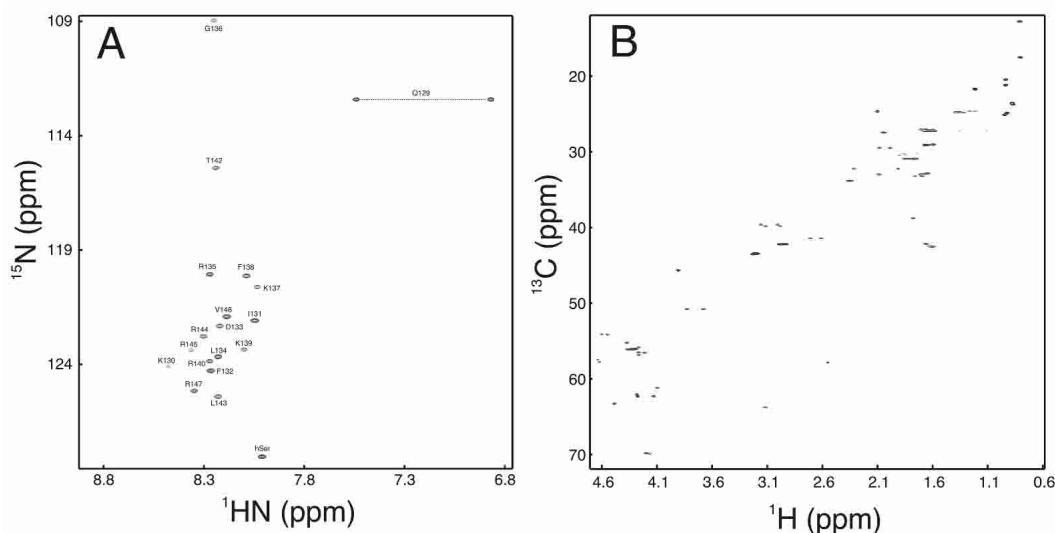 A
109
114
119
124
15N (ppm)
G136
Q129
T142
R135
F138
K137
V146
I131
D133
R144
R145
L134
K139
K130
R140
F132
R147
L143
hSer
8.8 8.3 7.8 7.3 6.8
1HN (ppm)
B
20
30
40
50
60
70
13C (ppm)
4.6 4.1 3.6 3.1 2.6 2.1 1.6 1.1 0.6
1H (ppm)